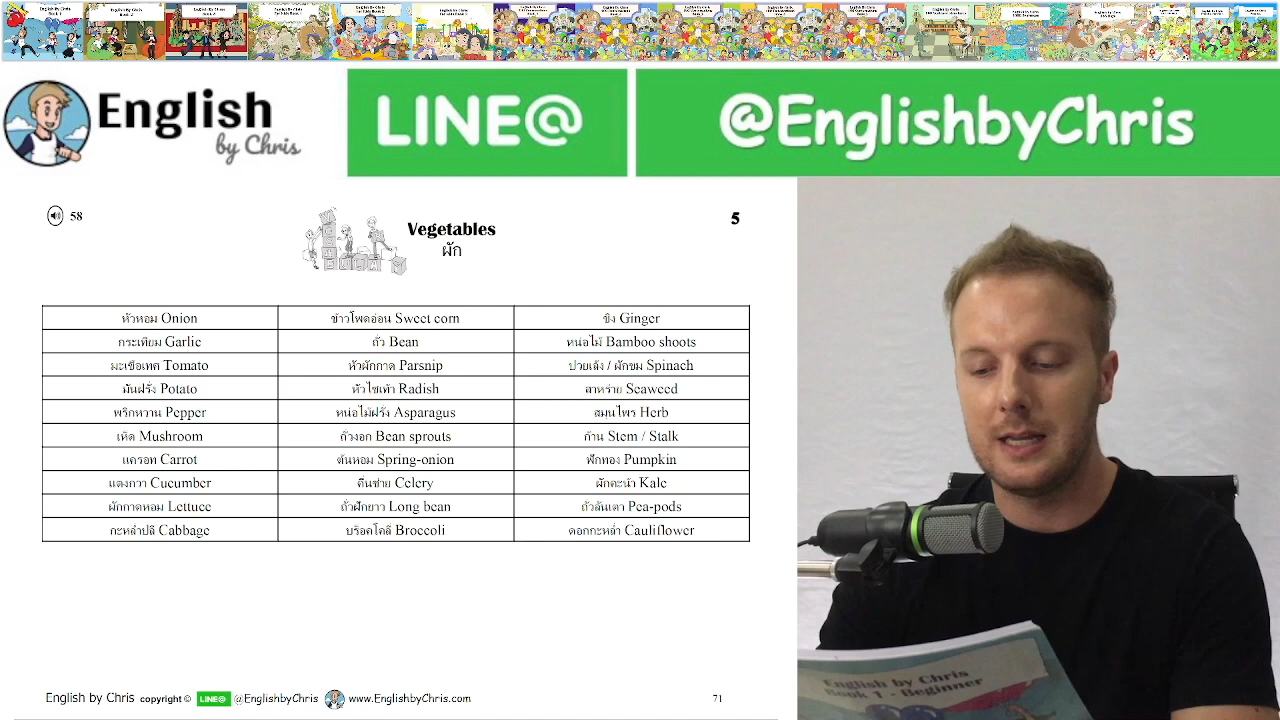 English
by Chris
LINE@
@EnglishbyChris
58
5
Vegetables
ผัก
หัวหอม Onion
ข้าวโพดอ่อน Sweet corn
ขิง Ginger
กระเทียม Garlic
ถั่ว Bean
หน่อไม้ Bamboo shoots
มะเขือเทศ Tomato
หัวผักกาด Parsnip
ปวยเล้ง / ผักขม Spinach
มันฝรั่ง Potato
หัวไชเท้า Radish
สาหร่าย Seaweed
พริกหวาน Pepper
หน่อไม้ฝรั่ง Asparagus
สมุนไพร Herb
เห็ด Mushroom
ถั่วงอก Bean sprouts
ก้าน Stem / Stalk
แครอท Carrot
ต้นหอม Spring-onion
ฟักทอง Pumpkin
แตงกวา Cucumber
คื่นช่าย Celery
ผักคะน้า Kale
ผักกาดหอม Lettuce
ถั่วฝักยาว Long bean
ถั่วลันเตา Pea-pods
กะหล่ำปลี Cabbage
บร็อคโคลี่ Broccoli
ดอกกะหล่ำ Cauliflower
English by Chris copyright © LINE@ @EnglishbyChris www.EnglishbyChris.com
71
English by Chris
Book 1 - Beginner